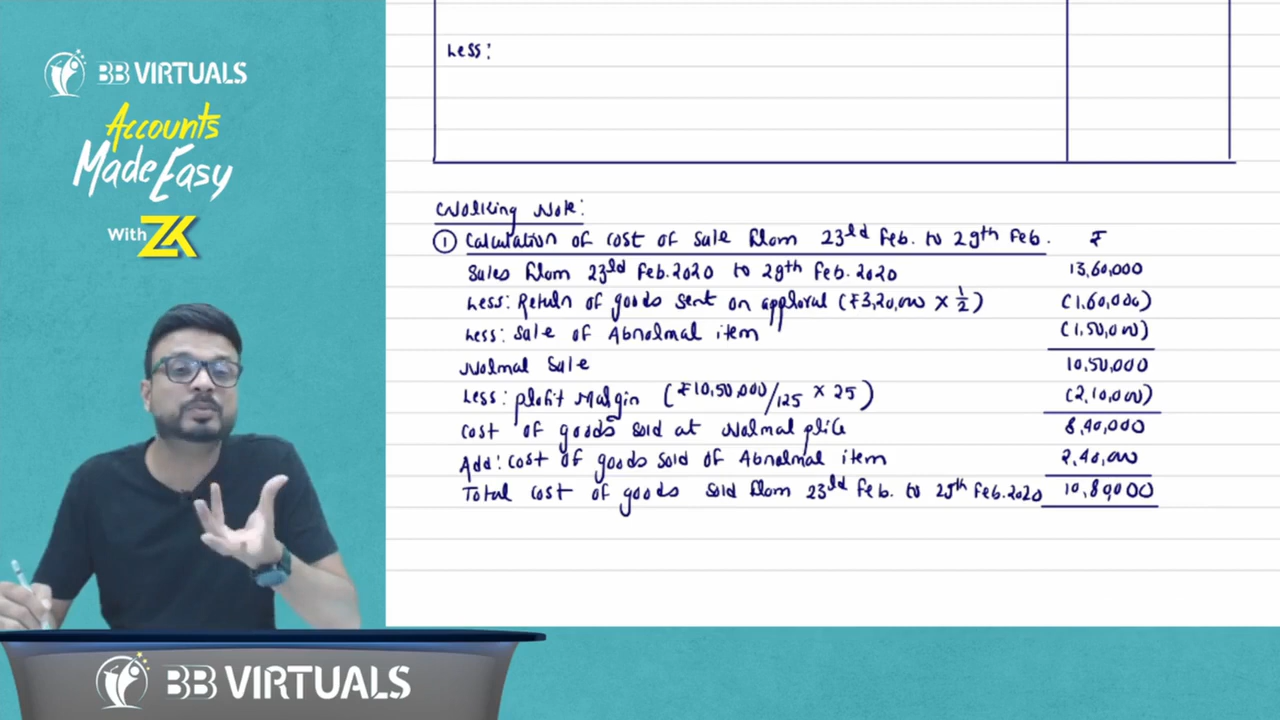 BB VIRTUALS
Accounts
Made Easy
With ZK
Less:
Working Note:
① Calculation of cost of sale from 23rd Feb. to 29th Feb. ₹
Sales from 23rd Feb.2020 to 29th Feb.2020 13,60,000
Less: Return of goods sent on approval (₹3,20,000 × 1/2) (1,60,000)
Less: Sale of Abnormal item (1,50,000)
Normal Sale 10,50,000
Less: Profit Margin (₹10,50,000/125 × 25) (2,10,000)
Cost of goods sold at Normal price 8,40,000
Add: Cost of goods sold of Abnormal item 2,40,000
Total cost of goods sold from 23rd Feb. to 25th Feb.2020 10,80,000
BB VIRTUALS